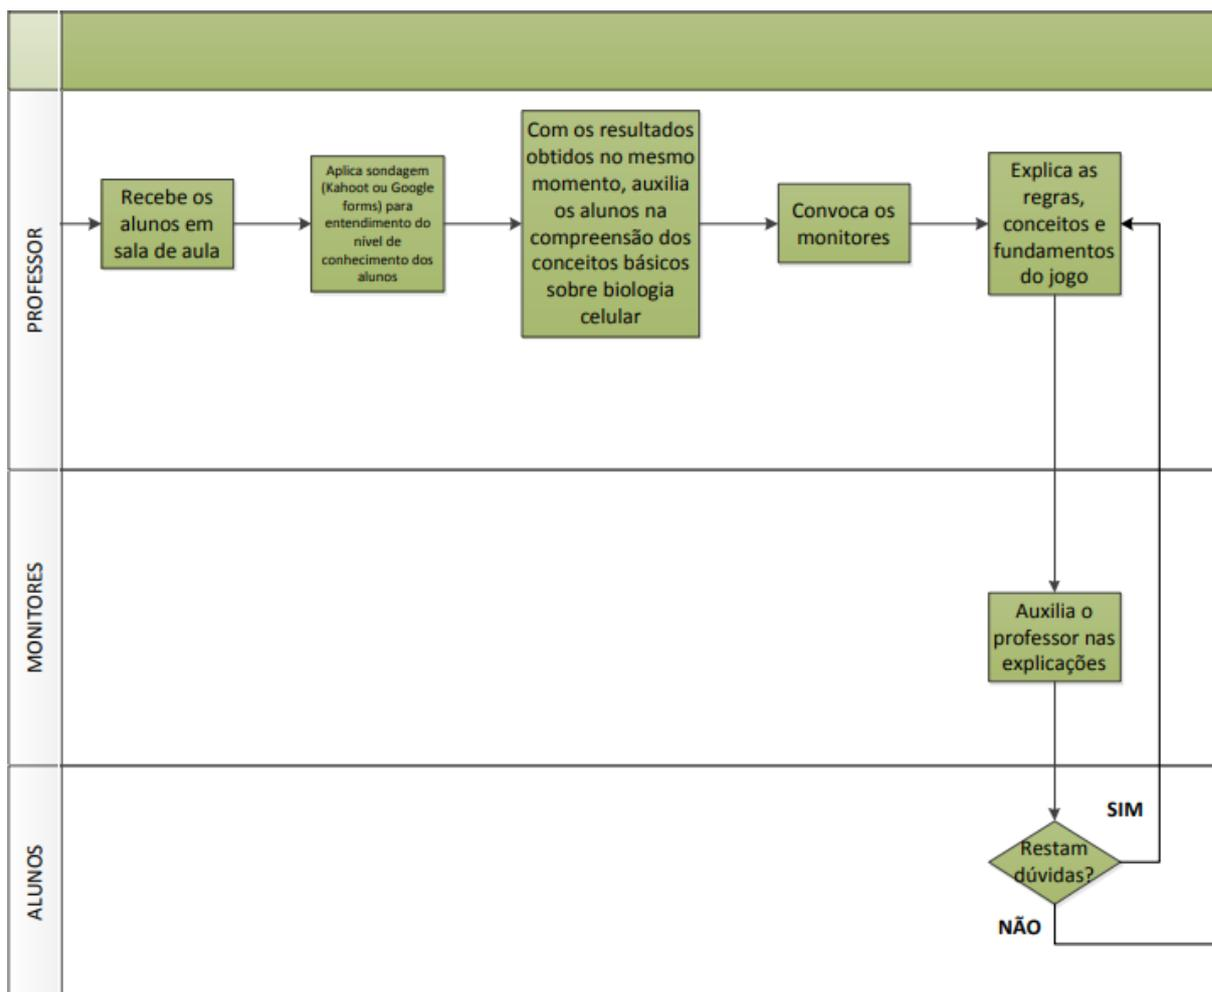 PROFESSOR
Recebe os
alunos em
sala de aula
Aplica sondagem
(Kahoot ou Google
forms) para
entendimento do
nível de
conhecimento dos
alunos
Com os resultados
obtidos no mesmo
momento, auxilia
os alunos na
compreensão dos
conceitos básicos
sobre biologia
celular
Convoca os
monitores
Explica as
regras,
conceitos e
fundamentos
do jogo
MONITORES
Auxilia o
professor nas
explicações
ALUNOS
SIM
Restam
dúvidas?
NÃO